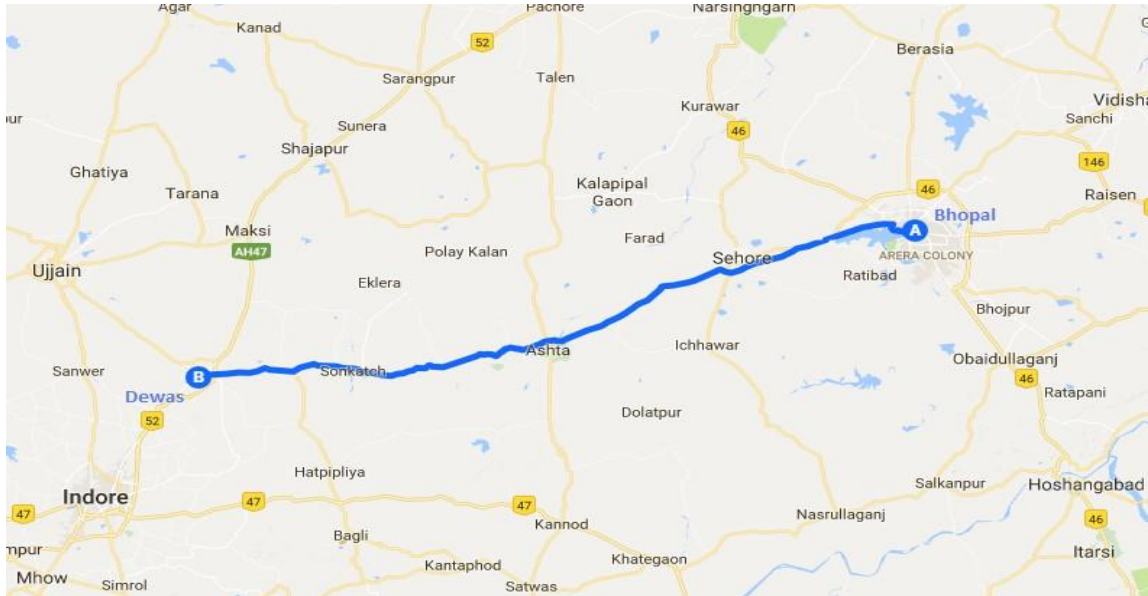 Agar
Pachore
Narsinghgarh
Kanad
52
Berasia
Sarangpur
Talen
Kurawar
Vidisha
Sanchi
pur
Sunera
46
Shajapur
146
Ghatiya
Tarana
Kalapipal
Gaon
46
Raisen
Maksi
A
Bhopal
AH47
Polay Kalan
Farad
Sehore
ARERA COLONY
Ujjain
Eklera
Ratibad
Bhojpur
Ashta
Ichhawar
Obaidullaganj
Sanwer
B
Sonkatch
46
Dewas
Ratapani
52
Dolatpur
Hatpipliya
Salkanpur
Hoshangabad
Indore
47
47
47
Kannod
Nasrullaganj
46
Bagli
mpur
Khategaon
Itarsi
Kantaphod
Mhow
Simrol
Satwas